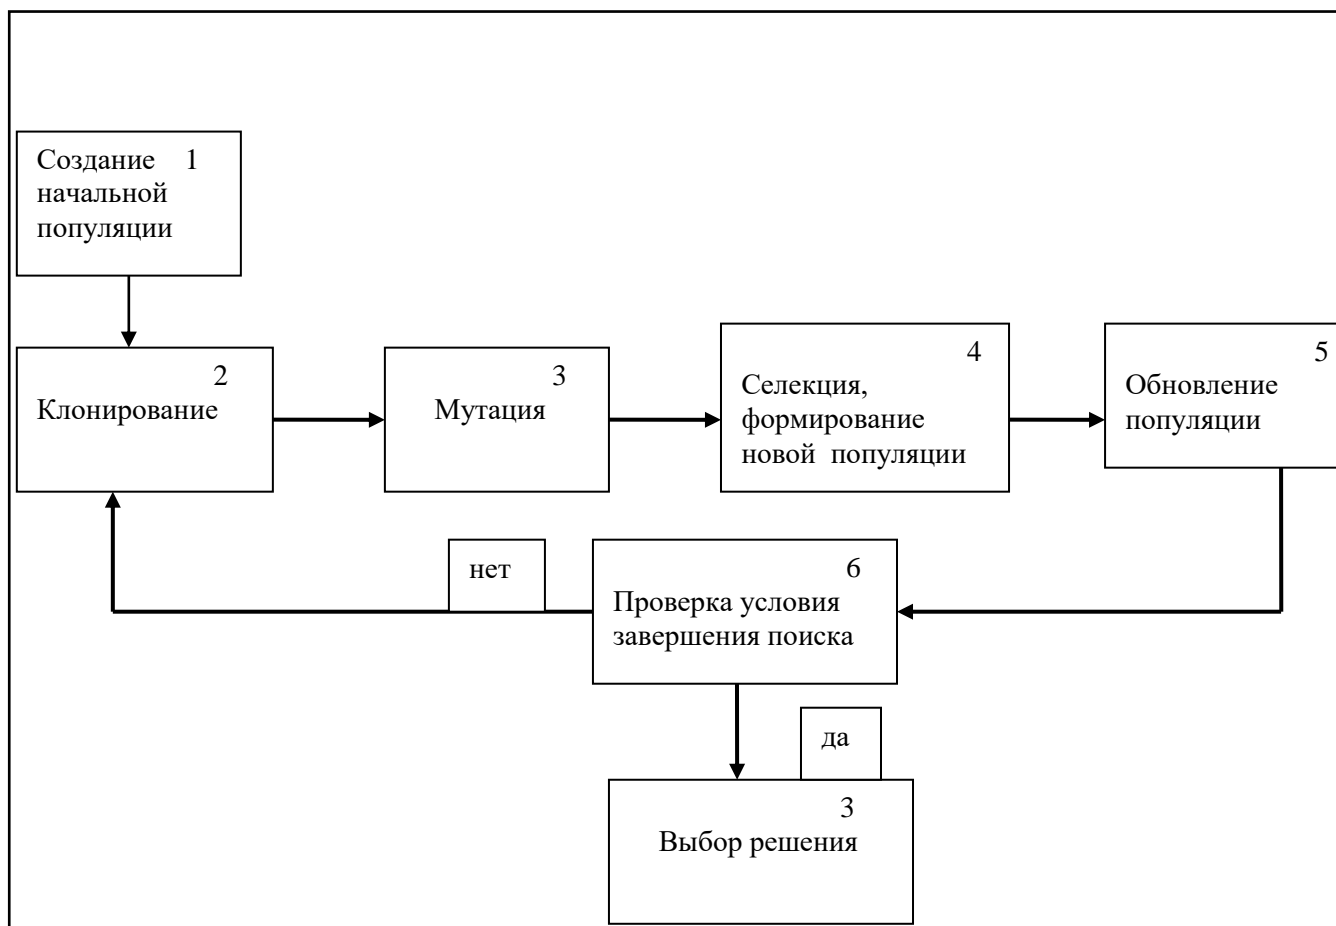 Создание 1
начальной
популяции
2
Клонирование
3
Мутация
4
Селекция,
формирование
новой популяции
5
Обновление
популяции
нет
6
Проверка условия
завершения поиска
да
3
Выбор решения